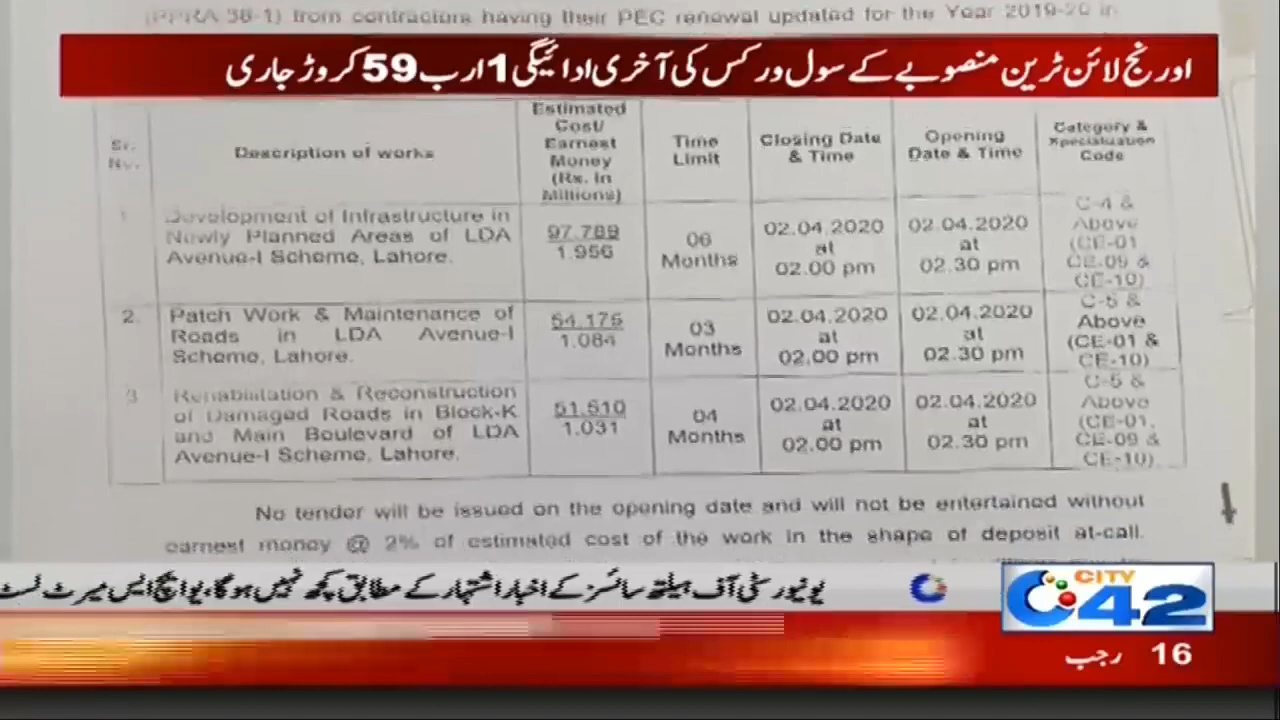 (PPRA 36-1) from contractors having their PEC renewal updated for the Year 2019-20 in
اورنج لائن ٹرین منصوبے کے سول ورکس کی آخری ادائیگی 1 ارب 59 کروڑ جاری
Sr. No. Description of works Estimated Cost/ Earnest Money (Rs. In Millions) Time Limit Closing Date & Time Opening Date & Time Category & Specialization Code
1 Development of Infrastructure in
Newly Planned Areas of LDA
Avenue-I Scheme, Lahore.
97.789
1.956
06
Months
02.04.2020
at
02.00 pm
02.04.2020
at
02.30 pm
C-4 &
Above
(CE-01
CE-09 &
CE-10)
2. Patch Work & Maintenance of
Roads in LDA Avenue-I
Scheme, Lahore.
54.175
1.084
03
Months
02.04.2020
at
02.00 pm
02.04.2020
at
02.30 pm
C-5 &
Above
(CE-01 &
CE-10)
3 Rehabilitation & Reconstruction
of Damaged Roads in Block-K
and Main Boulevard of LDA
Avenue-I Scheme, Lahore.
51.510
1.031
04
Months
02.04.2020
at
02.00 pm
02.04.2020
at
02.30 pm
C-5 &
Above
(CE-01,
CE-09 &
CE-10)
No tender will be issued on the opening date and will not be entertained without
earnest money @ 2% of estimated cost of the work in the shape of deposit at-call.
یونیورسٹی آف ہیلتھ سائنسز کے اخبار اشتہار کے مطابق کچھ نہیں ہوگا، یو ایچ ایس میرٹ لسٹ
CITY
42
16 رجب